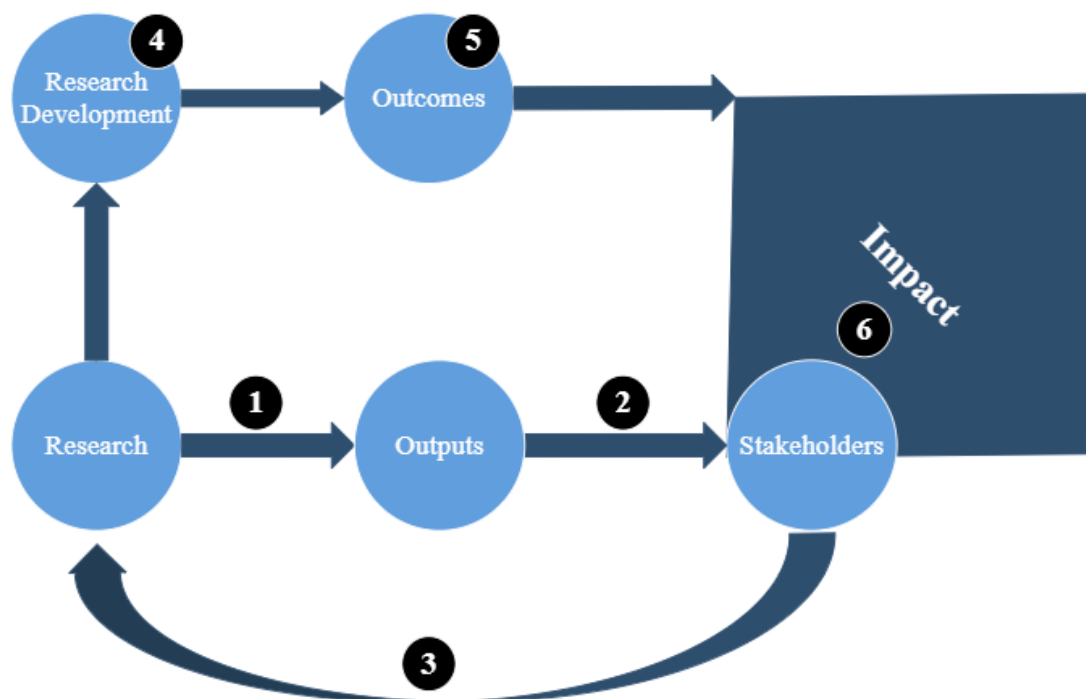 4
5
Research
Development
Outcomes
Impact
6
1
2
Research
Outputs
Stakeholders
3